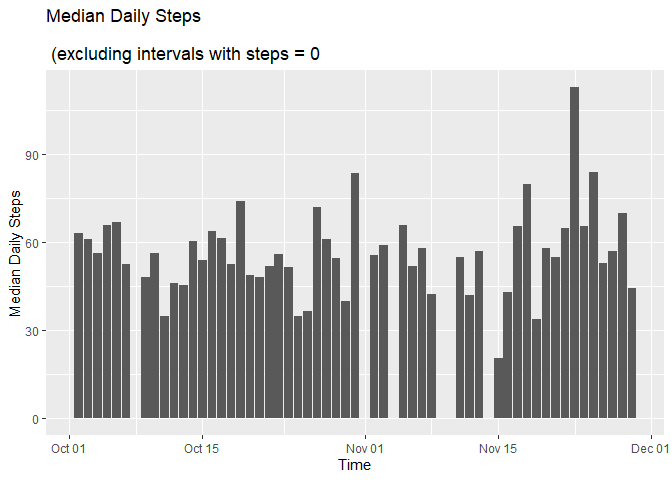 Median Daily Steps
(excluding intervals with steps = 0
90
60
30
0
Median Daily Steps
Oct 01 Oct 15 Nov 01 Nov 15 Dec 01
Time